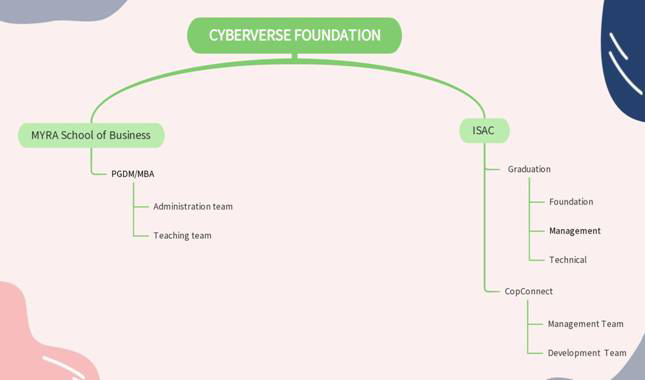 CYBERVERSE FOUNDATION
MYRA School of Business
PGDM/MBA
Administration team
Teaching team
ISAC
Graduation
Foundation
Management
Technical
CopConnect
Management Team
Development Team